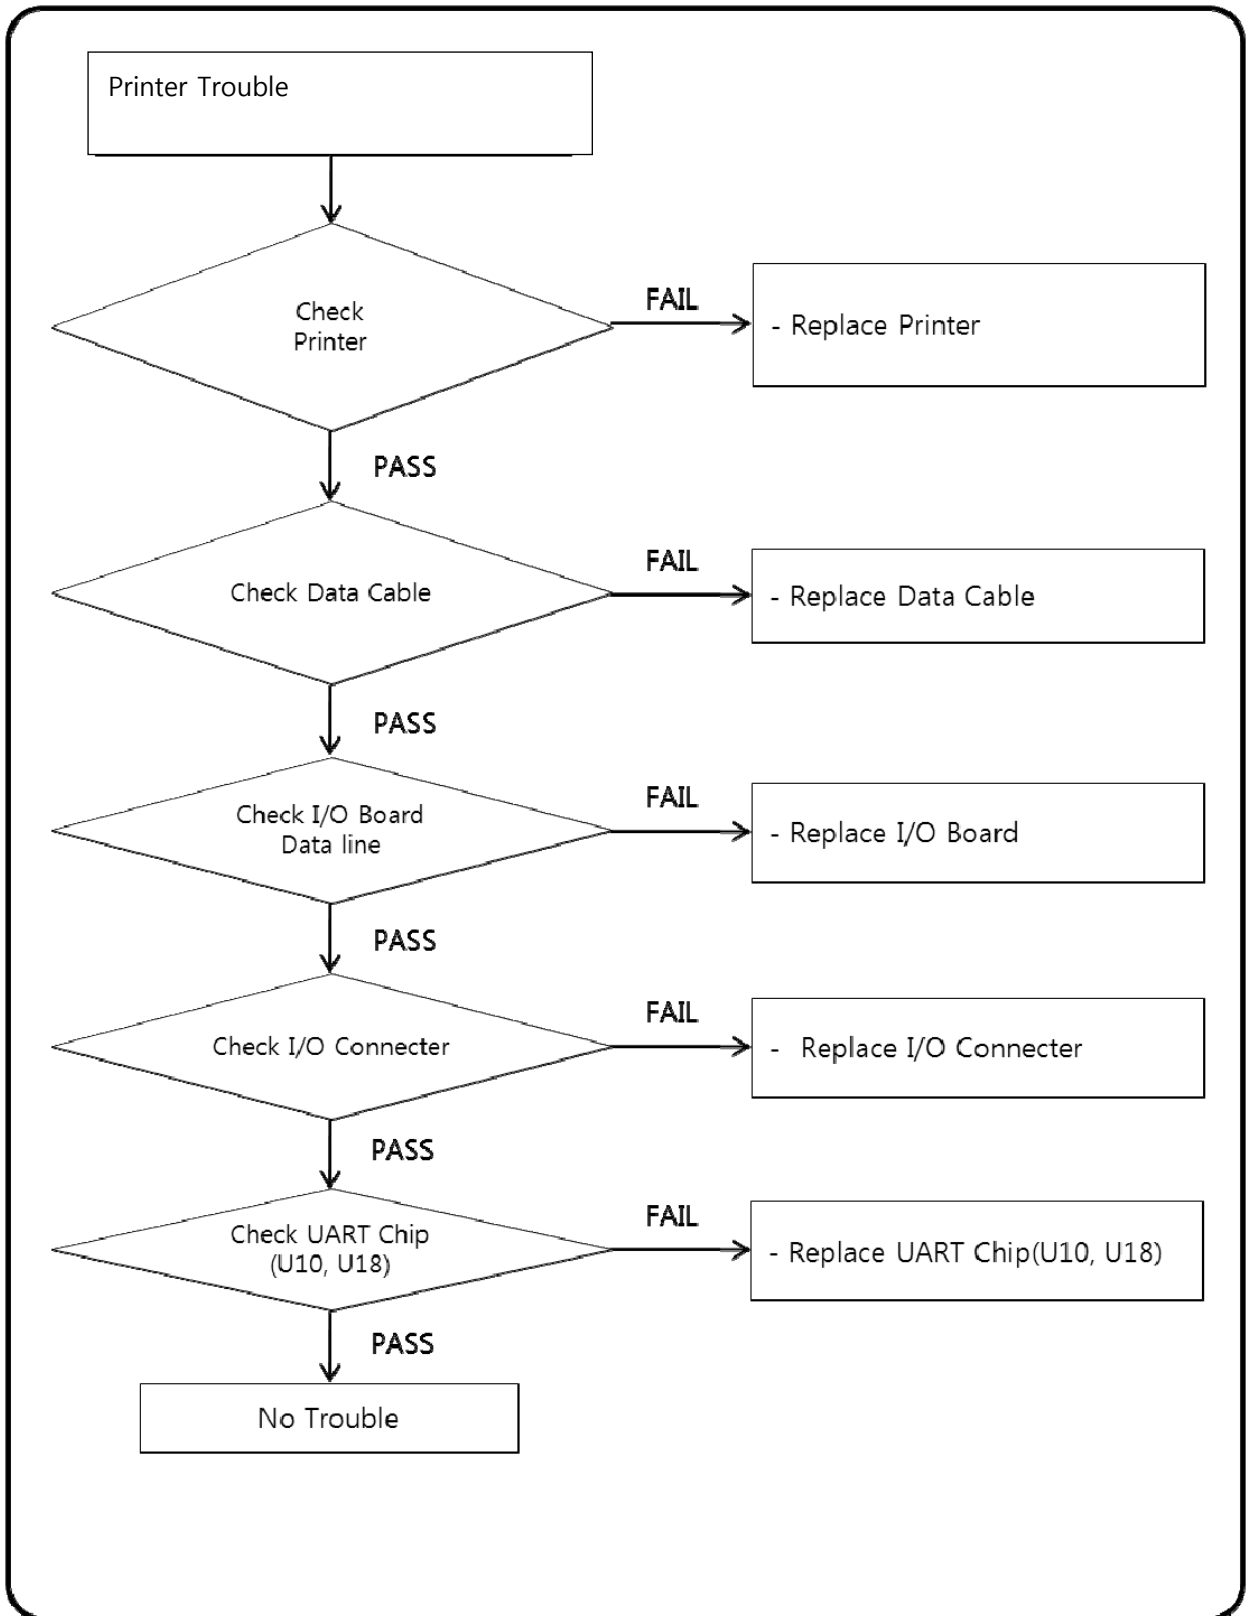 Printer Trouble
Check
Printer
FAIL
- Replace Printer
PASS
Check Data Cable
FAIL
- Replace Data Cable
PASS
Check I/O Board
Data line
FAIL
- Replace I/O Board
PASS
Check I/O Connecter
FAIL
- Replace I/O Connecter
PASS
Check UART Chip
(U10, U18)
FAIL
- Replace UART Chip(U10, U18)
PASS
No Trouble